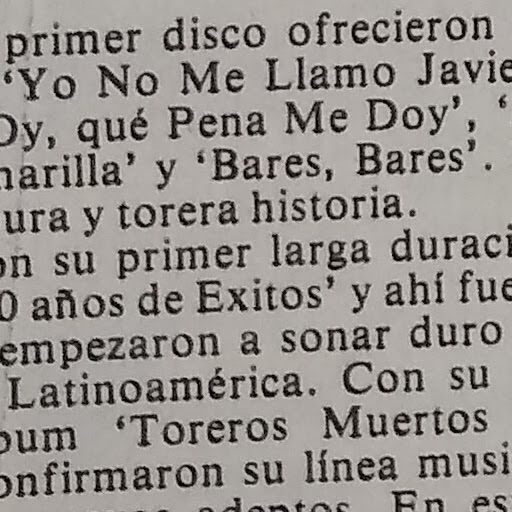 primer disco ofrecieron
‘Yo No Me Llamo Javie
Oy, qué Pena Me Doy’, ‘
narilla’ y ‘Bares, Bares’.
ura y torera historia.
on su primer larga duraci
0 años de Exitos’ y ahí fue
empezaron a sonar duro
Latinoamérica. Con su
bum ‘Toreros Muertos
onfirmaron su línea musi
adeptos. En es